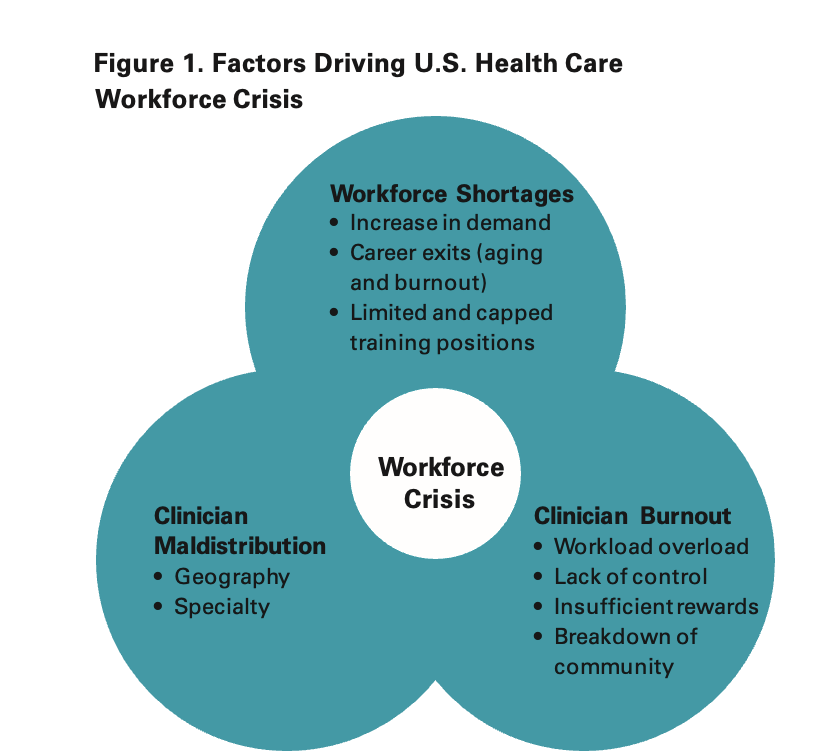 Figure 1. Factors Driving U.S. Health Care
Workforce Crisis
Workforce Shortages
• Increase in demand
• Career exits (aging
and burnout)
• Limited and capped
training positions
Workforce
Crisis
Clinician
Maldistribution
• Geography
• Specialty
Clinician Burnout
• Workload overload
• Lack of control
• Insufficient rewards
• Breakdown of
community